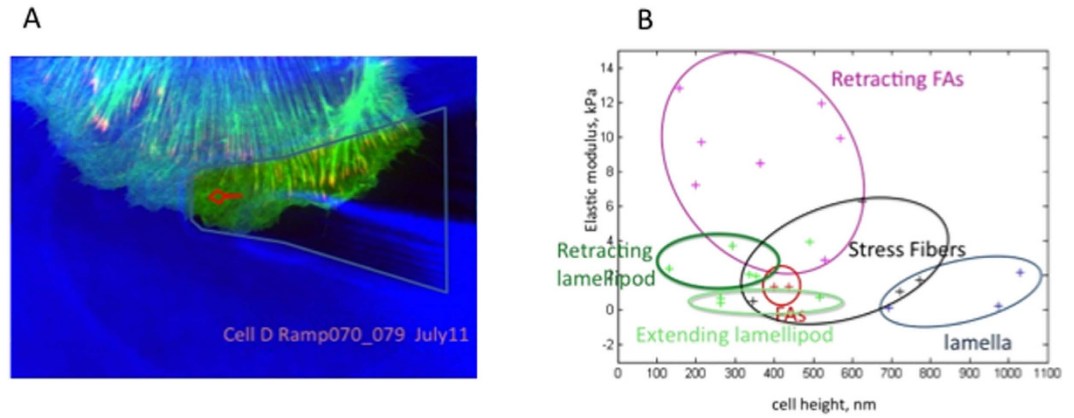 A
B
Cell D Ramp070_079 July11
Elastic modulus, kPa
14
12
10
8
6
4
2
0
-2
Retracting FAs
Stress Fibers
Retracting
lamellipod
FAs
Extending lamellipod
lamella
0 100 200 300 400 500 600 700 800 900 1000 1100
cell height, nm